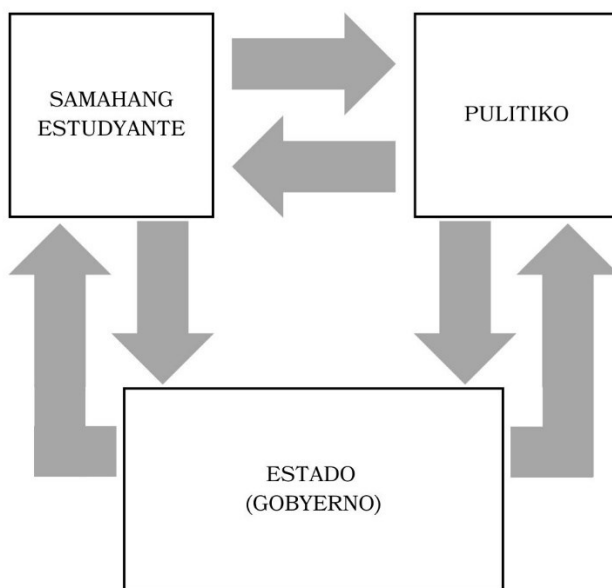 SAMAHANG
ESTUDYANTE
PULITIKO
ESTADO
(GOBYERNO)